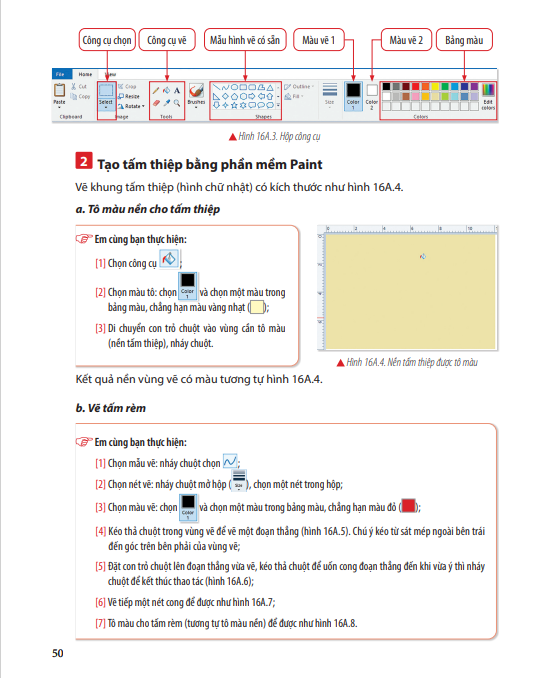 Công cụ chọn
Công cụ vẽ
Mẫu hình vẽ có sẵn
Màu vẽ 1
Màu vẽ 2
Bảng màu
File Home View
Paste
Cut
Copy
Clipboard
Select
Crop
Resize
Rotate
Image
A
Tools
Brushes
Shapes
Outline
Fill
Size
Color 1
Color 2
Edit colors
Colors
▲ Hình 16A.3. Hộp công cụ
2 Tạo tấm thiệp bằng phần mềm Paint
Vẽ khung tấm thiệp (hình chữ nhật) có kích thước như hình 16A.4.
a. Tô màu nền cho tấm thiệp
Em cùng bạn thực hiện:
[1] Chọn công cụ ;
[2] Chọn màu tô: chọn Color 1 và chọn một màu trong
bảng màu, chẳng hạn màu vàng nhạt ( );
[3] Di chuyển con trỏ chuột vào vùng cần tô màu
(nền tấm thiệp), nháy chuột.
▲ Hình 16A.4. Nền tấm thiệp được tô màu
Kết quả nền vùng vẽ có màu tương tự hình 16A.4.
b. Vẽ tấm rèm
Em cùng bạn thực hiện:
[1] Chọn mẫu vẽ: nháy chuột chọn ;
[2] Chọn nét vẽ: nháy chuột mở hộp ( Size ), chọn một nét trong hộp;
[3] Chọn màu vẽ: chọn Color 1 và chọn một màu trong bảng màu, chẳng hạn màu đỏ ( );
[4] Kéo thả chuột trong vùng vẽ để vẽ một đoạn thẳng (hình 16A.5). Chú ý kéo từ sát mép ngoài bên trái
đến góc trên bên phải của vùng vẽ;
[5] Đặt con trỏ chuột lên đoạn thẳng vừa vẽ, kéo thả chuột để uốn cong đoạn thẳng đến khi vừa ý thì nháy
chuột để kết thúc thao tác (hình 16A.6);
[6] Vẽ tiếp một nét cong để được như hình 16A.7;
[7] Tô màu cho tấm rèm (tương tự tô màu nền) để được như hình 16A.8.
50